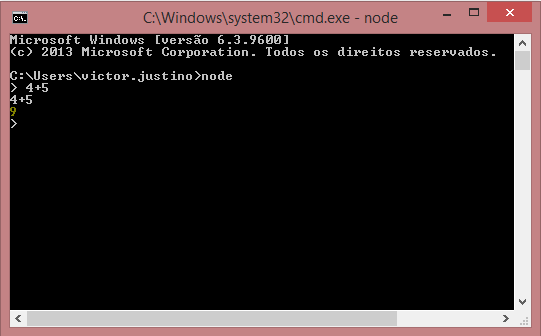 C:\Windows\system32\cmd.exe - node
Microsoft Windows [versão 6.3.9600]
(c) 2013 Microsoft Corporation. Todos os direitos reservados.
C:\Users\victor.justino>node
> 4+5
4+5
9
>